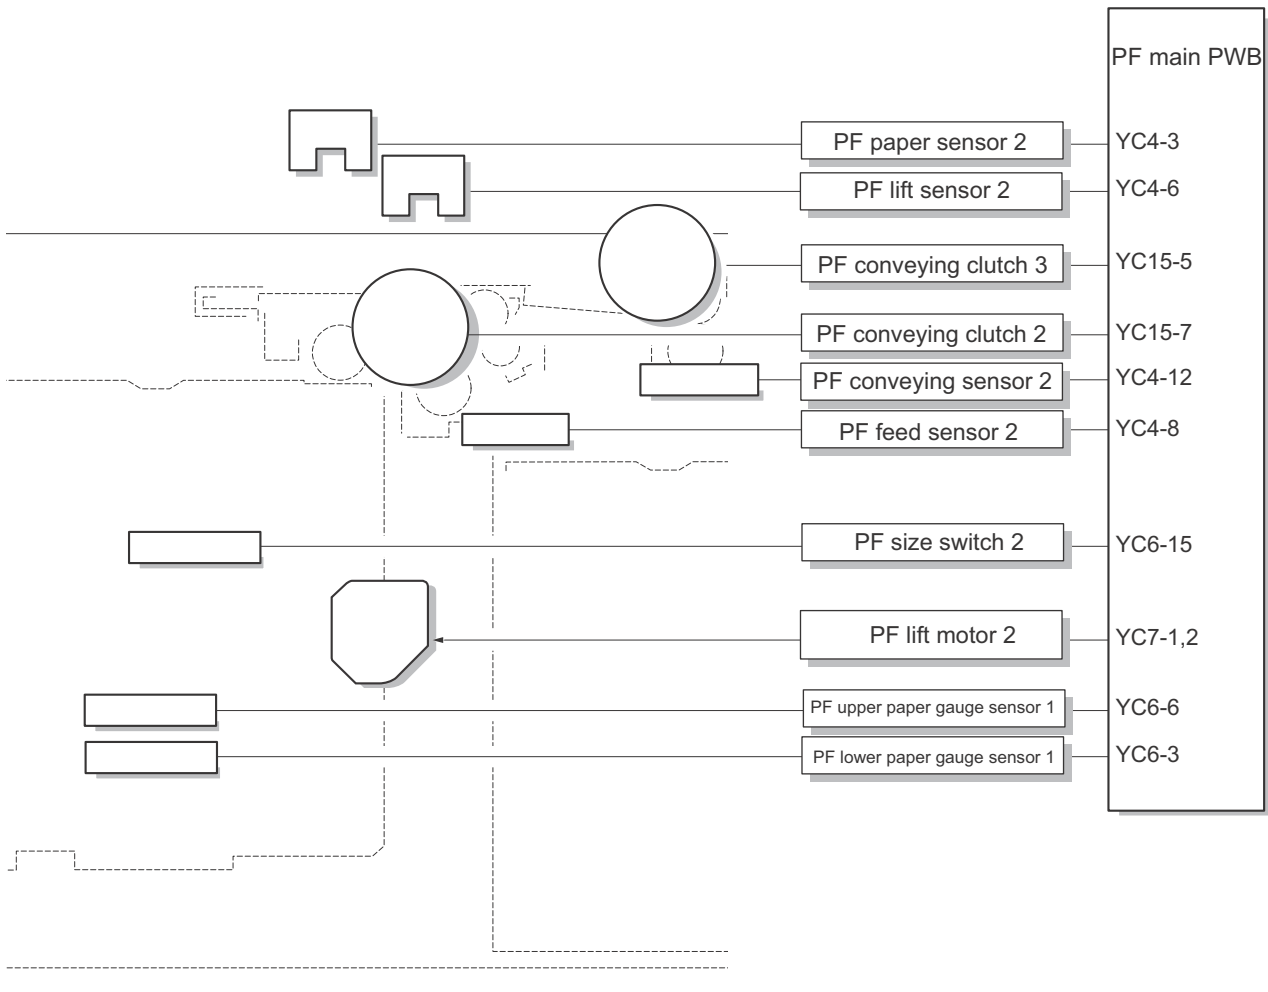 PF main PWB
PF paper sensor 2 YC4-3
PF lift sensor 2 YC4-6
PF conveying clutch 3 YC15-5
PF conveying clutch 2 YC15-7
PF conveying sensor 2 YC4-12
PF feed sensor 2 YC4-8
PF size switch 2 YC6-15
PF lift motor 2 YC7-1,2
PF upper paper gauge sensor 1 YC6-6
PF lower paper gauge sensor 1 YC6-3